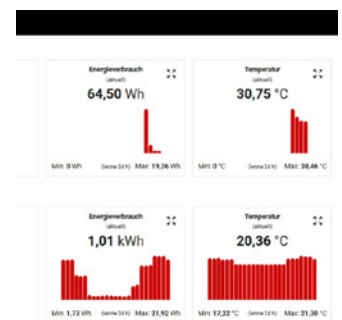 Energieverbrauch
(aktuell)
64,50 Wh
Min: 0 Wh (letzte 24 h) Max: 19,36 Wh
Temperatur
(aktuell)
30,75 °C
Min: 0 °C (letzte 24 h) Max: 38,46 °C
Energieverbrauch
(aktuell)
1,01 kWh
Min: 1,73 Wh (letzte 24 h) Max: 21,92 Wh
Temperatur
(aktuell)
20,36 °C
Min: 17,22 °C (letzte 24 h) Max: 21,30 °C